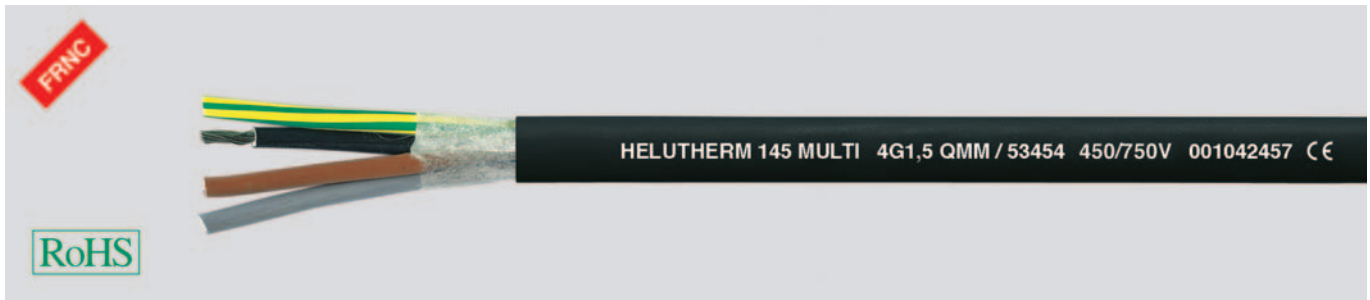 FRNC
HELUTHERM 145 MULTI 4G1,5 QMM / 53454 450/750V 001042457 CE
RoHS